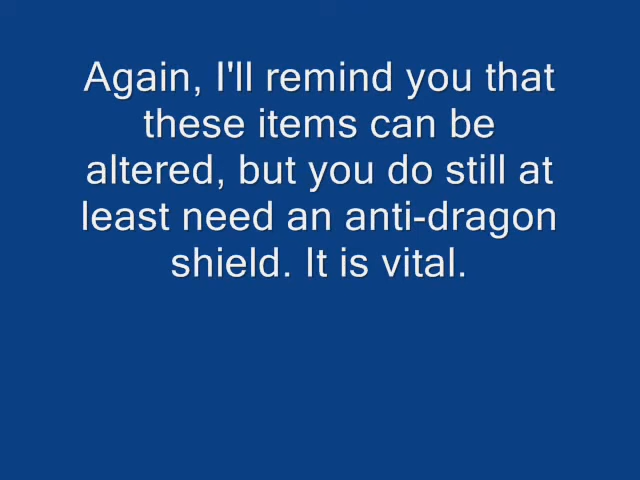 Again, I'll remind you that
these items can be
altered, but you do still at
least need an anti-dragon
shield. It is vital.